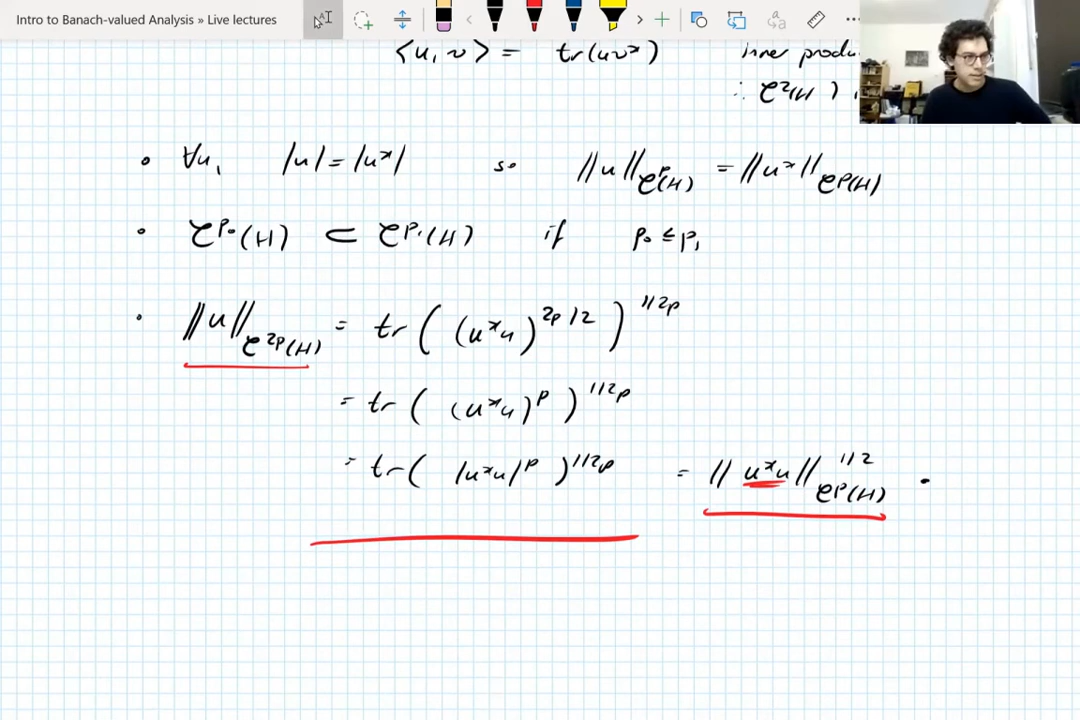 Intro to Banach-valued Analysis » Live lectures
⟨u, v⟩ = tr(uv*) inner produ
∴ C²(H)
• ∀u, |u| = |u*| so ‖u‖_{C^p(H)} = ‖u*‖_{C^p(H)}
• C^{p₀}(H) ⊂ C^{p₁}(H) if p₀ ≤ p₁
• ‖u‖_{C^{2p}(H)} = tr( (u*u)^{2p/2} )^{1/2p}
= tr( (u*u)^p )^{1/2p}
= tr( |u*u|^p )^{1/2p} = ‖u*u‖_{C^p(H)}^{1/2} .